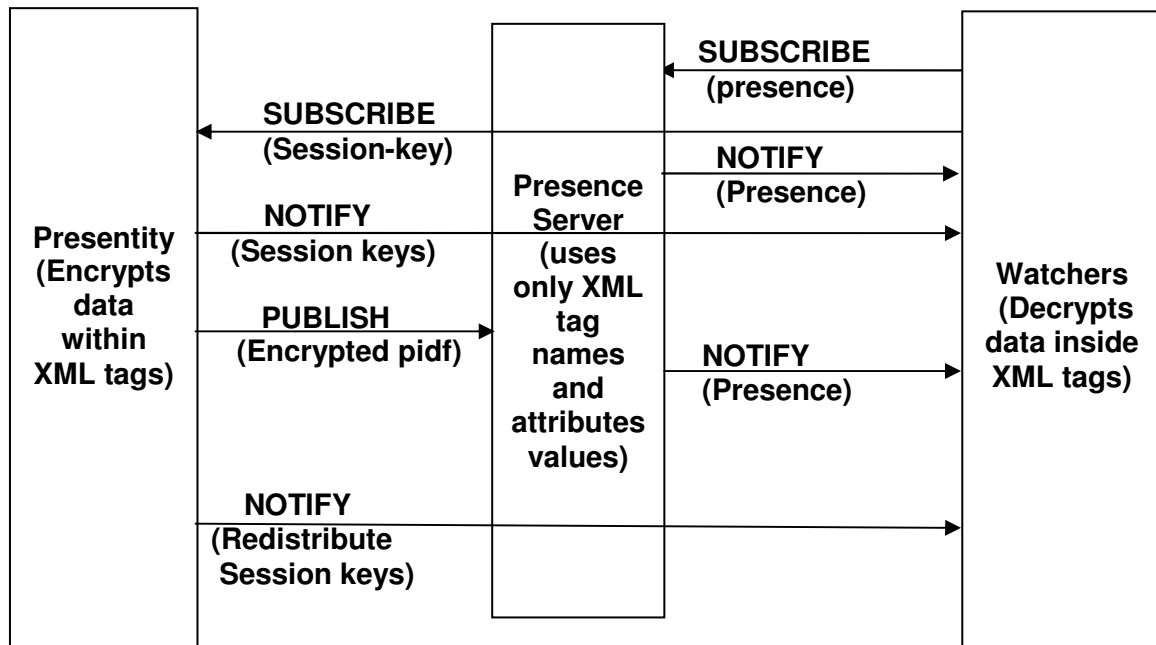 SUBSCRIBE
(presence)
SUBSCRIBE
(Session-key)
NOTIFY
(Presence)
NOTIFY
(Session keys)
PUBLISH
(Encrypted pidf)
NOTIFY
(Presence)
NOTIFY
(Redistribute
Session keys)
Presentity
(Encrypts
data
within
XML tags)
Presence
Server
(uses
only XML
tag
names
and
attributes
values)
Watchers
(Decrypts
data inside
XML tags)